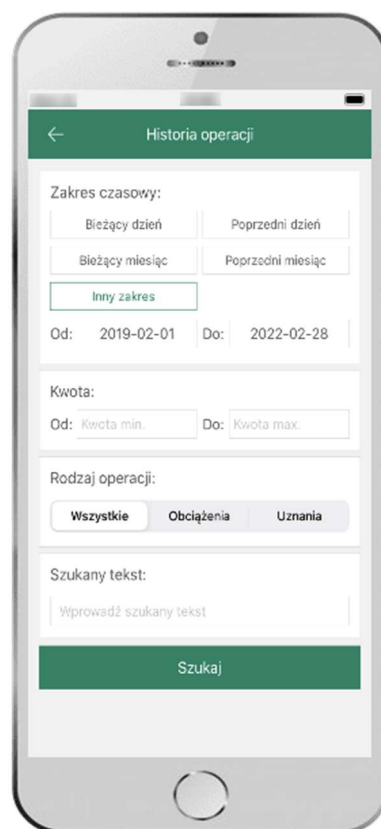 Historia operacji
Zakres czasowy:
Bieżący dzień Poprzedni dzień
Bieżący miesiąc Poprzedni miesiąc
Inny zakres
Od: 2019-02-01 Do: 2022-02-28
Kwota:
Od: Kwota min. Do: Kwota max.
Rodzaj operacji:
Wszystkie Obciążenia Uznania
Szukany tekst:
Wprowadź szukany tekst
Szukaj